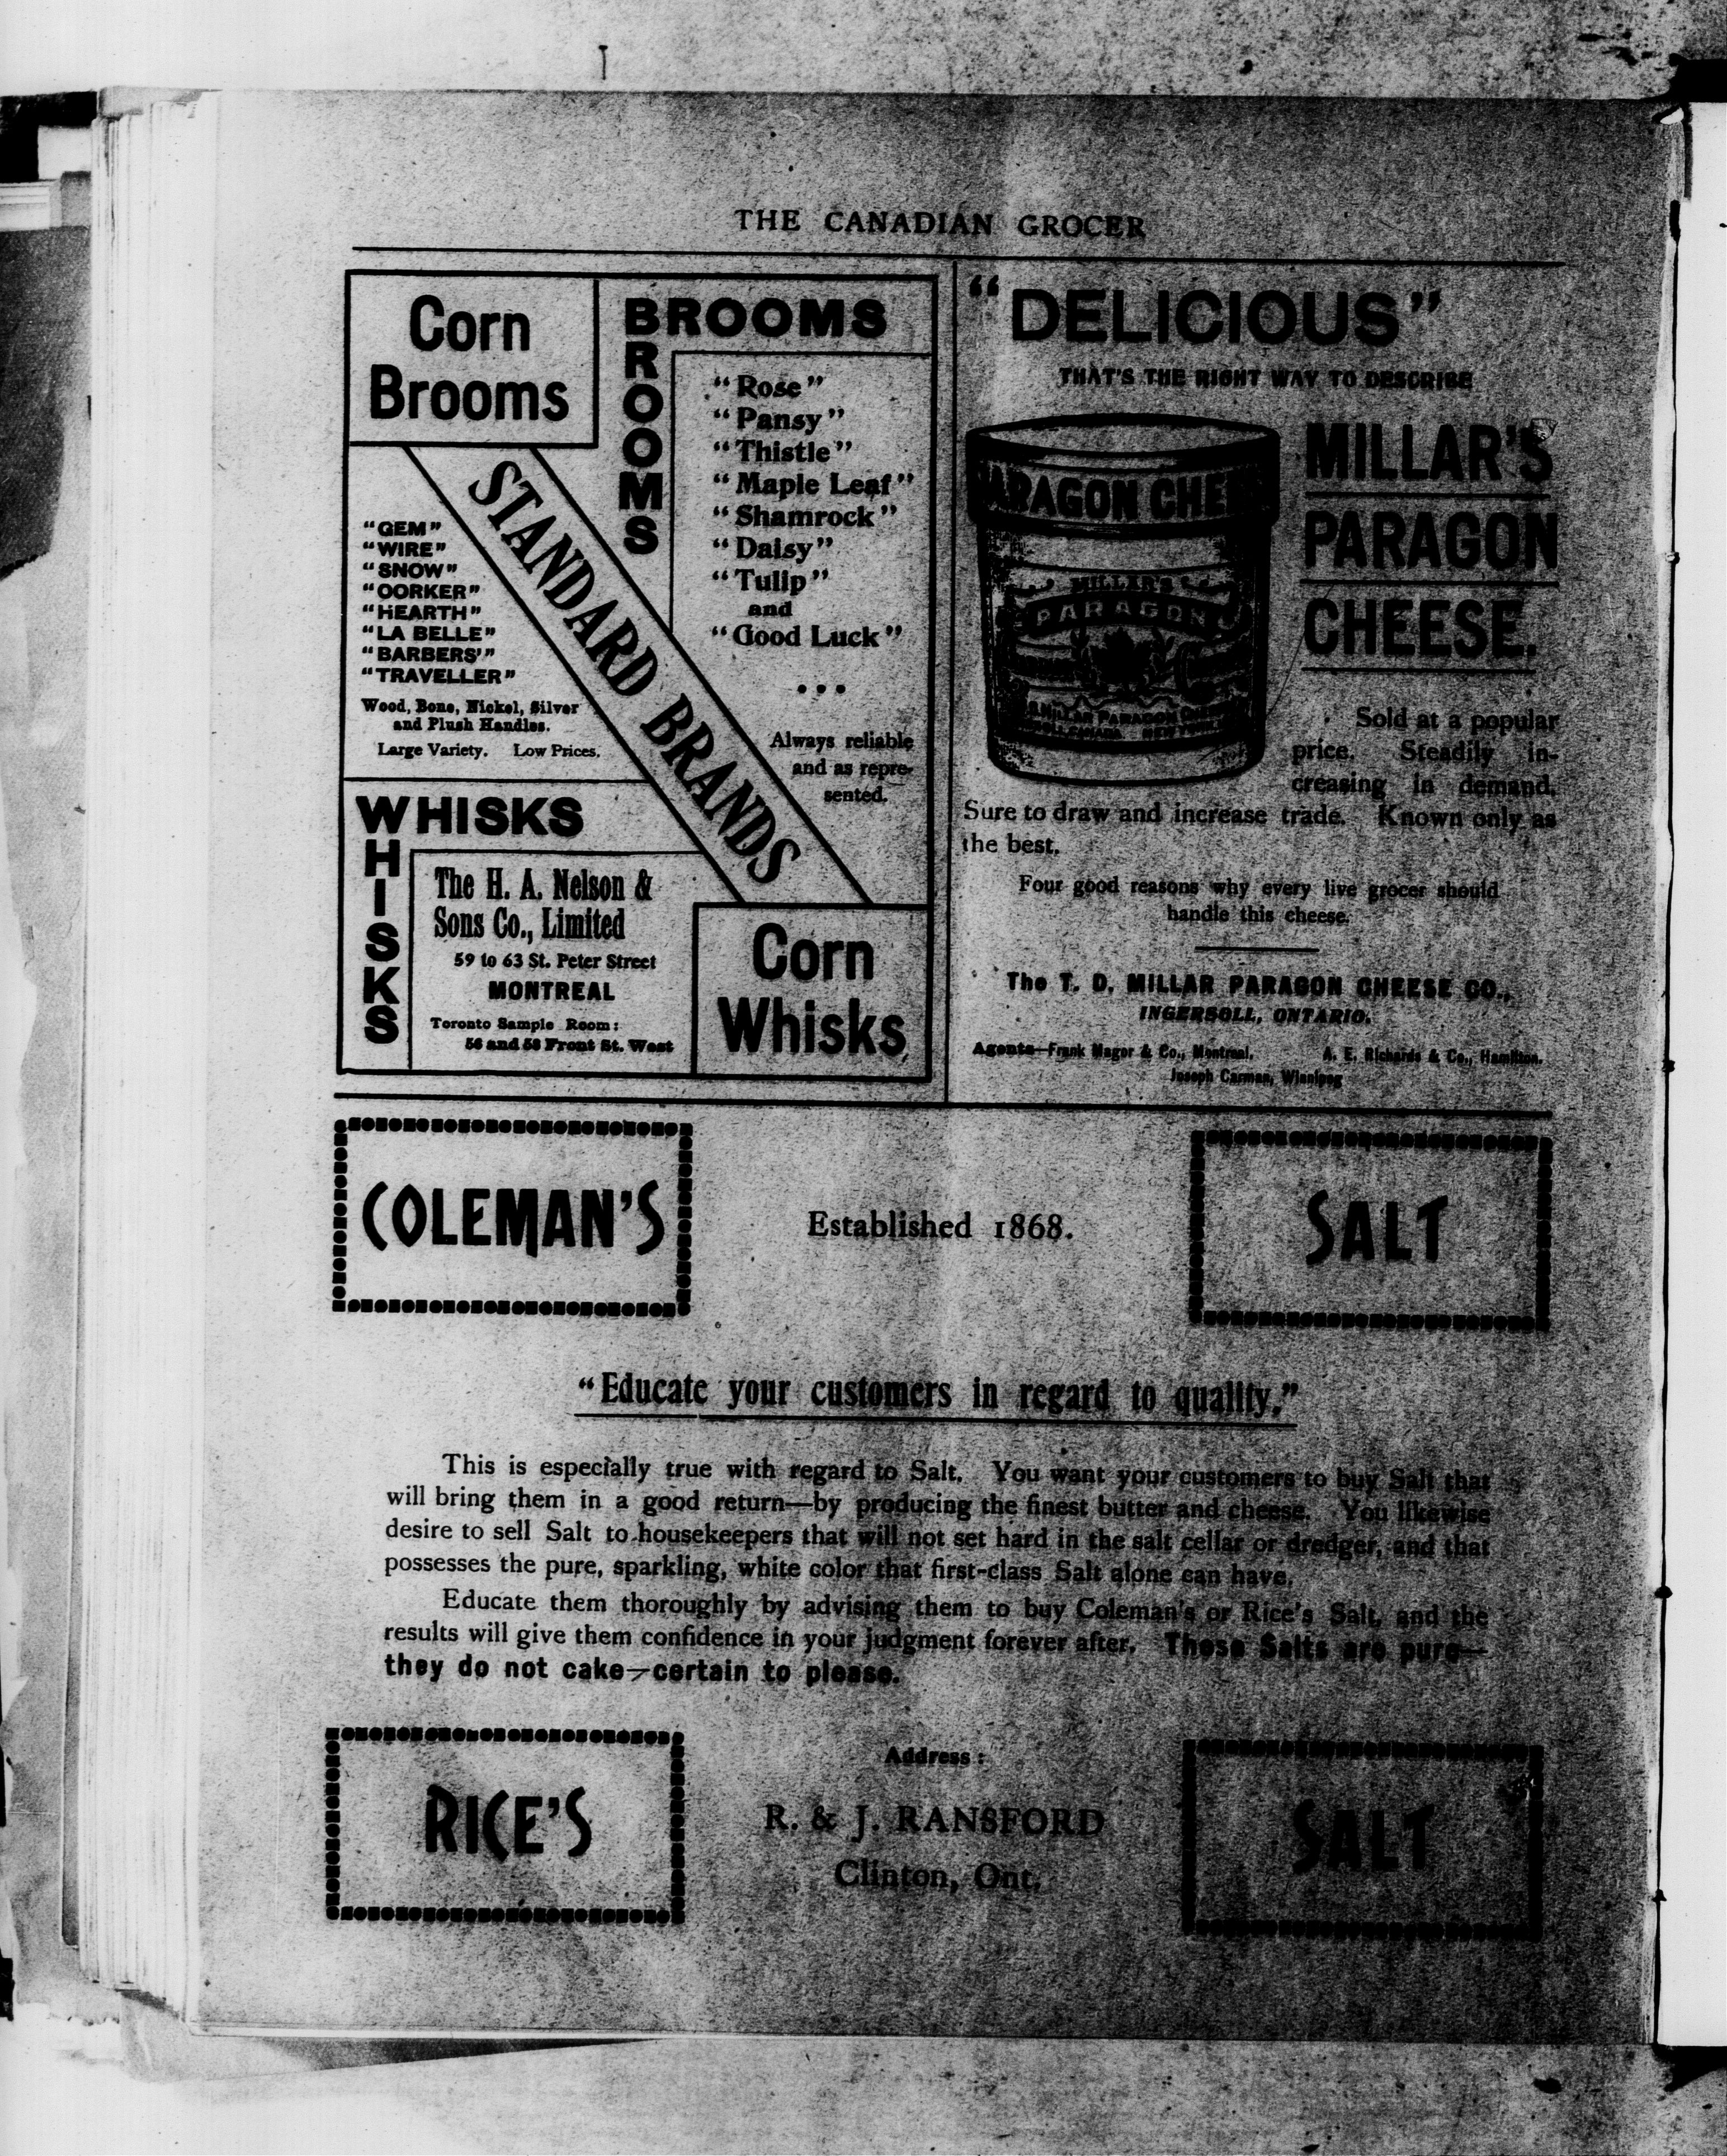 THE CANADIAN GROCER
Corn
Brooms
BROOMS
BROOMS
"Rose"
"Pansy"
"Thistle"
"Maple Leaf"
"Shamrock"
"Daisy"
"Tulip"
and
"Good Luck"
Always reliable
and as repre-
sented.
STANDARD BRANDS
"GEM"
"WIRE"
"SNOW"
"OORKER"
"HEARTH"
"LA BELLE"
"BARBERS'"
"TRAVELLER"
Wood, Bone, Nickel, Silver
and Plush Handles.
Large Variety. Low Prices.
WHISKS
WHISKS
The H. A. Nelson &
Sons Co., Limited
59 to 63 St. Peter Street
MONTREAL
Toronto Sample Room:
56 and 58 Front St. West
Corn
Whisks
"DELICIOUS"
THAT'S THE RIGHT WAY TO DESCRIBE
PARAGON CHEE
MILLAR'S
PARAGON
MILLAR'S
PARAGON
CHEESE.
Sold at a popular
price. Steadily in-
creasing in demand.
Sure to draw and increase trade. Known only as
the best.
Four good reasons why every live grocer should
handle this cheese.
The T. D. MILLAR PARAGON CHEESE CO.,
INGERSOLL, ONTARIO.
Agents—Frank Magor & Co., Montreal. A. E. Richards & Co., Hamilton.
Joseph Carman, Winnipeg
COLEMAN'S
Established 1868.
SALT
"Educate your customers in regard to quality."
This is especially true with regard to Salt. You want your customers to buy Salt that
will bring them in a good return—by producing the finest butter and cheese. You likewise
desire to sell Salt to housekeepers that will not set hard in the salt cellar or dredger, and that
possesses the pure, sparkling, white color that first-class Salt alone can have.
Educate them thoroughly by advising them to buy Coleman's or Rice's Salt, and the
results will give them confidence in your judgment forever after. These Salts are pure—
they do not cake—certain to please.
RICE'S
Address:
R. & J. RANSFORD
Clinton, Ont.
SALT